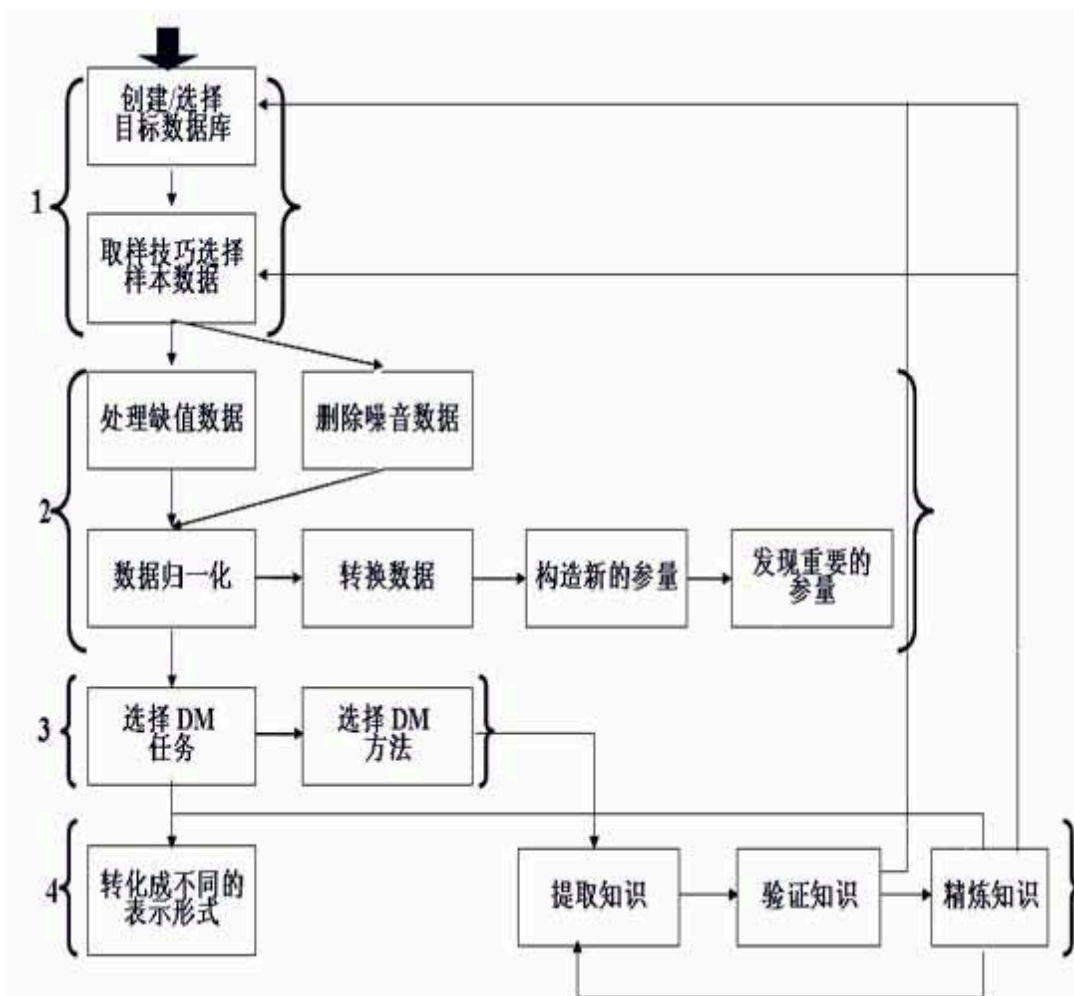 创建/选择
目标数据库
1
取样技巧选择
样本数据
处理缺值数据
删除噪音数据
2
数据归一化
转换数据
构造新的参量
发现重要的
参量
3
选择 DM
任务
选择 DM
方法
4
转化成不同的
表示形式
提取知识
验证知识
精炼知识